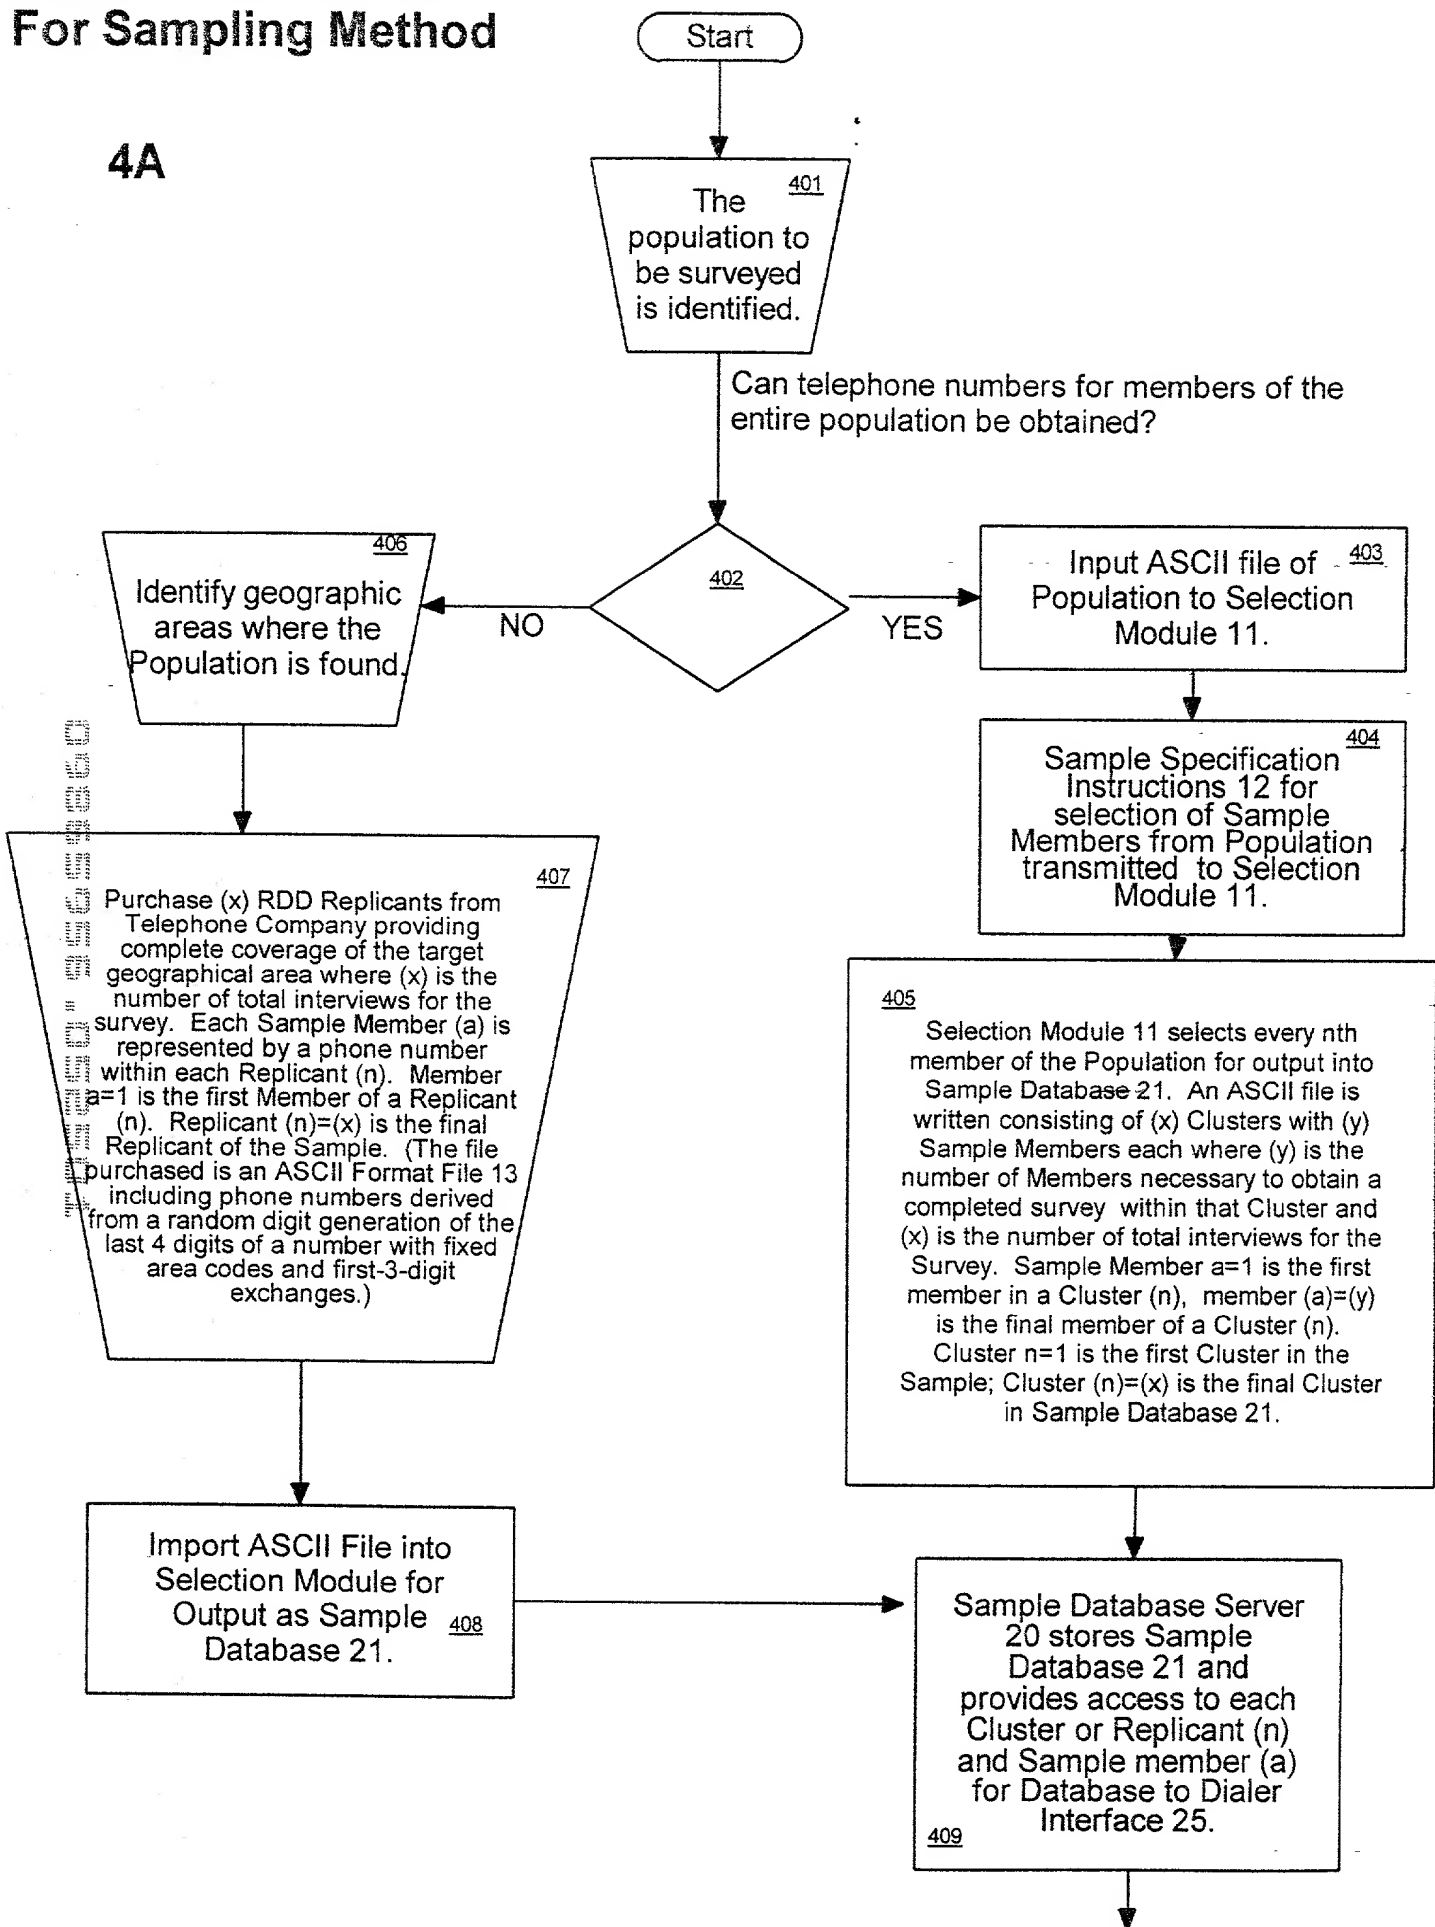 For Sampling Method
Start
4A
401
The
population to
be surveyed
is identified.
Can telephone numbers for members of the
entire population be obtained?
402
NO
YES
406
Identify geographic
areas where the
Population is found.
403
Input ASCII file of
Population to Selection
Module 11.
404
Sample Specification
Instructions 12 for
selection of Sample
Members from Population
transmitted to Selection
Module 11.
407
Purchase (x) RDD Replicants from
Telephone Company providing
complete coverage of the target
geographical area where (x) is the
number of total interviews for the
survey. Each Sample Member (a) is
represented by a phone number
within each Replicant (n). Member
a=1 is the first Member of a Replicant
(n). Replicant (n)=(x) is the final
Replicant of the Sample. (The file
purchased is an ASCII Format File 13
including phone numbers derived
from a random digit generation of the
last 4 digits of a number with fixed
area codes and first-3-digit
exchanges.)
405
Selection Module 11 selects every nth
member of the Population for output into
Sample Database 21. An ASCII file is
written consisting of (x) Clusters with (y)
Sample Members each where (y) is the
number of Members necessary to obtain a
completed survey within that Cluster and
(x) is the number of total interviews for the
Survey. Sample Member a=1 is the first
member in a Cluster (n), member (a)=(y)
is the final member of a Cluster (n).
Cluster n=1 is the first Cluster in the
Sample; Cluster (n)=(x) is the final Cluster
in Sample Database 21.
Import ASCII File into
Selection Module for
Output as Sample
Database 21.
408
Sample Database Server
20 stores Sample
Database 21 and
provides access to each
Cluster or Replicant (n)
and Sample member (a)
for Database to Dialer
Interface 25.
409